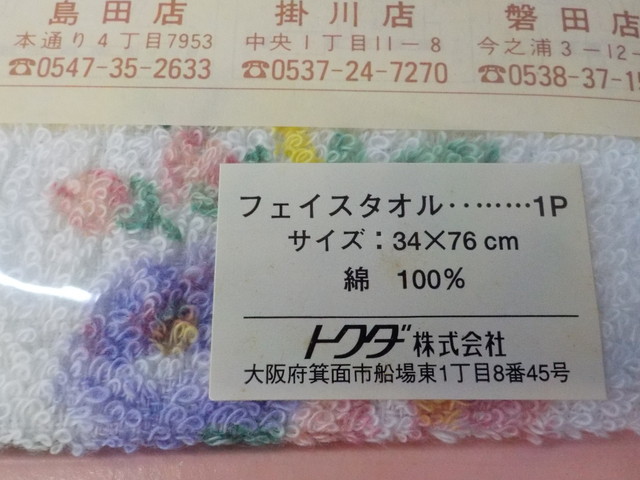 島田店 掛川店 磐田店
本通り4丁目7953 中央1丁目11-8 今之浦3-12-
☎0547-35-2633 ☎0537-24-7270 ☎0538-37-15
フェイスタオル‥‥‥‥1P
サイズ：34×76cm
綿 100%
トクダ株式会社
大阪府箕面市船場東1丁目8番45号